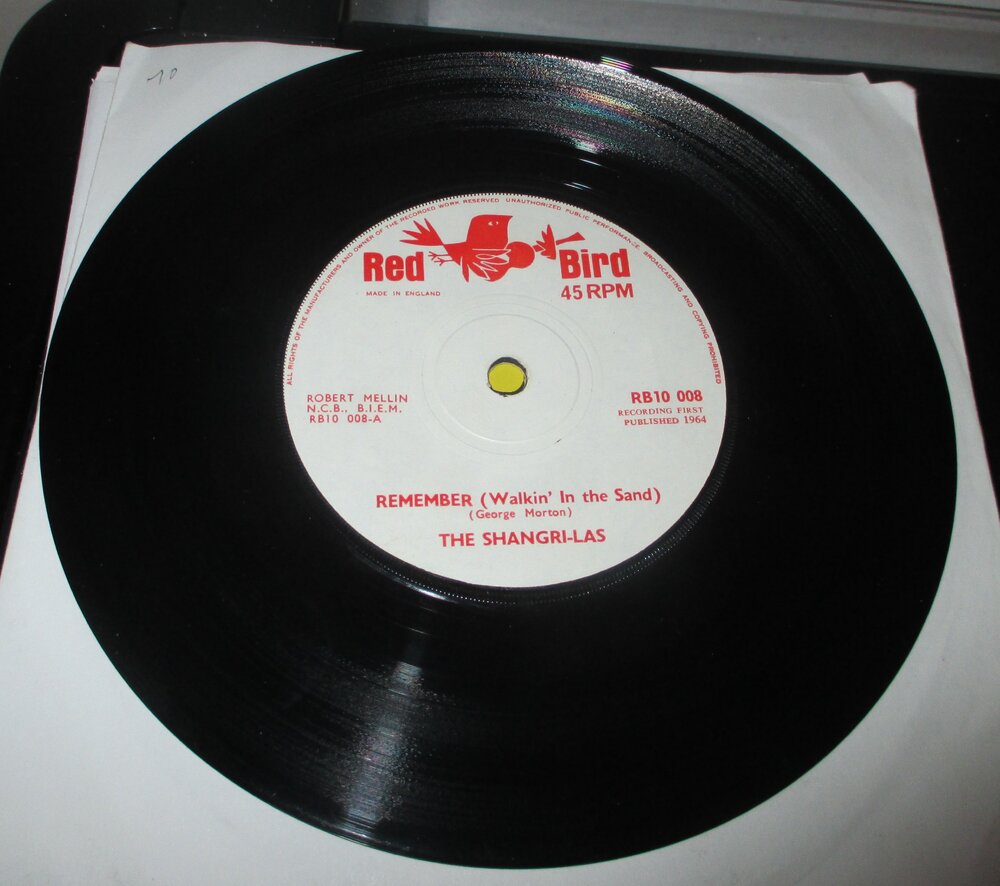 10
ALL RIGHTS OF THE MANUFACTURERS AND OWNER OF THE RECORDED WORK RESERVED UNAUTHORIZED PUBLIC PERFORMANCE BROADCASTING AND COPYING PROHIBITED
Red Bird
MADE IN ENGLAND
45 RPM
ROBERT MELLIN
N.C.B., B.I.E.M.
RB10 008-A
RB10 008
RECORDING FIRST
PUBLISHED 1964
REMEMBER (Walkin' In the Sand)
(George Morton)
THE SHANGRI-LAS